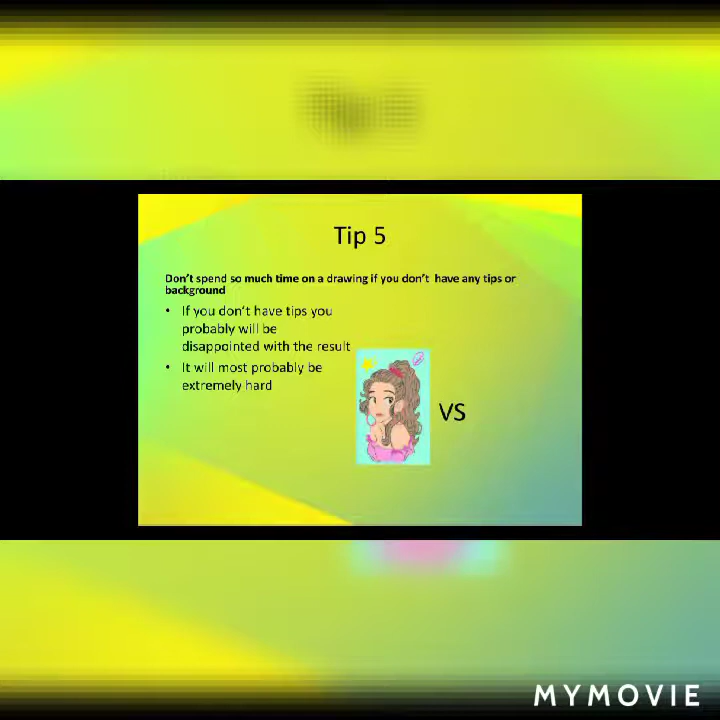 Tip 5
Don't spend so much time on a drawing if you don't have any tips or
background
• If you don't have tips you
probably will be
disappointed with the result
• It will most probably be
extremely hard
VS
MYMOVIE